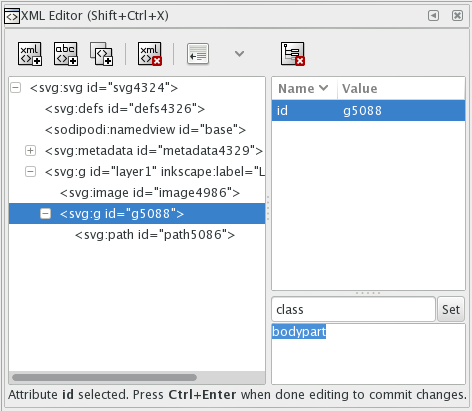 XML Editor (Shift+Ctrl+X)
xml abc xml
<svg:svg id="svg4324">
<svg:defs id="defs4326">
<sodipodi:namedview id="base">
<svg:metadata id="metadata4329">
<svg:g id="layer1" inkscape:label="L
<svg:image id="image4986">
<svg:g id="g5088">
<svg:path id="path5086">
Name Value
id g5088
class Set
bodypart
Attribute id selected. Press Ctrl+Enter when done editing to commit changes.